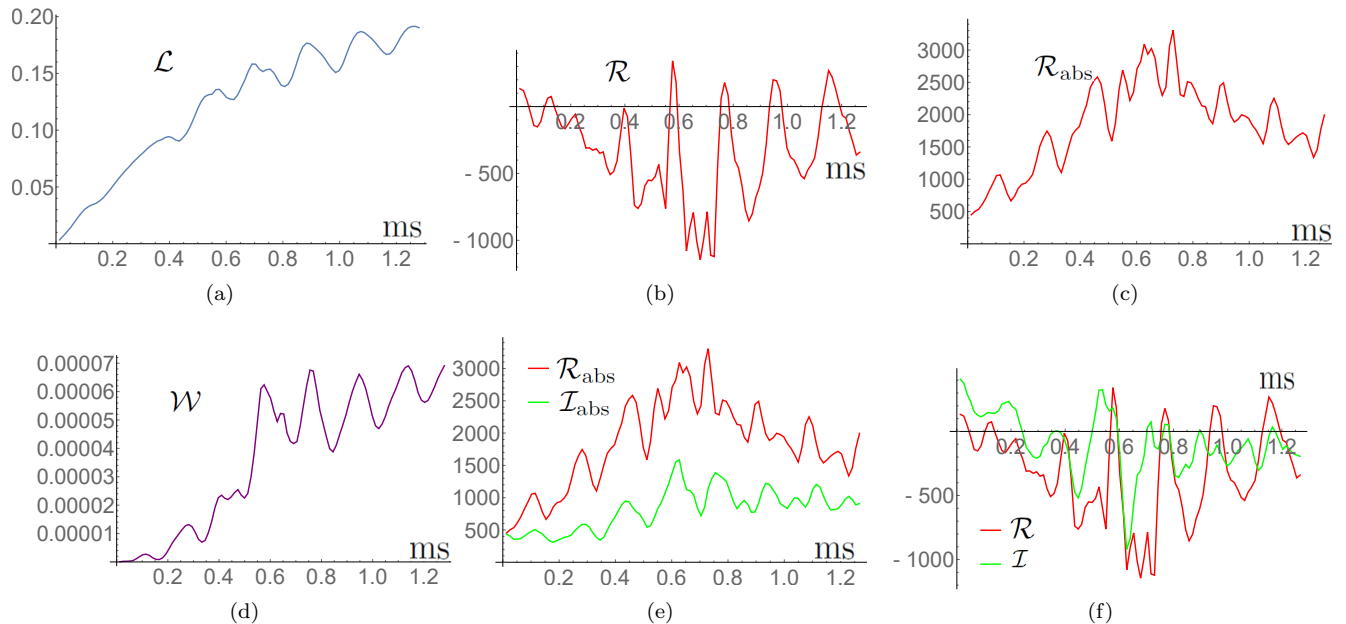 0.20
0.15
0.10
0.05
ℒ
ms
0.2 0.4 0.6 0.8 1.0 1.2
(a)
ℛ
0.2 0.4 0.6 0.8 1.0 1.2
ms
- 500
- 1000
(b)
3000
2500
2000
1500
1000
500
ℛabs
ms
0.2 0.4 0.6 0.8 1.0 1.2
(c)
0.00007
0.00006
0.00005
0.00004
0.00003
0.00002
0.00001
𝒲
ms
0.2 0.4 0.6 0.8 1.0 1.2
(d)
3000
2500
2000
1500
1000
500
ℛabs
ℐabs
ms
0.2 0.4 0.6 0.8 1.0 1.2
(e)
ms
0.2 0.4 0.6 0.8 1.0 1.2
- 500
- 1000
ℛ
ℐ
(f)